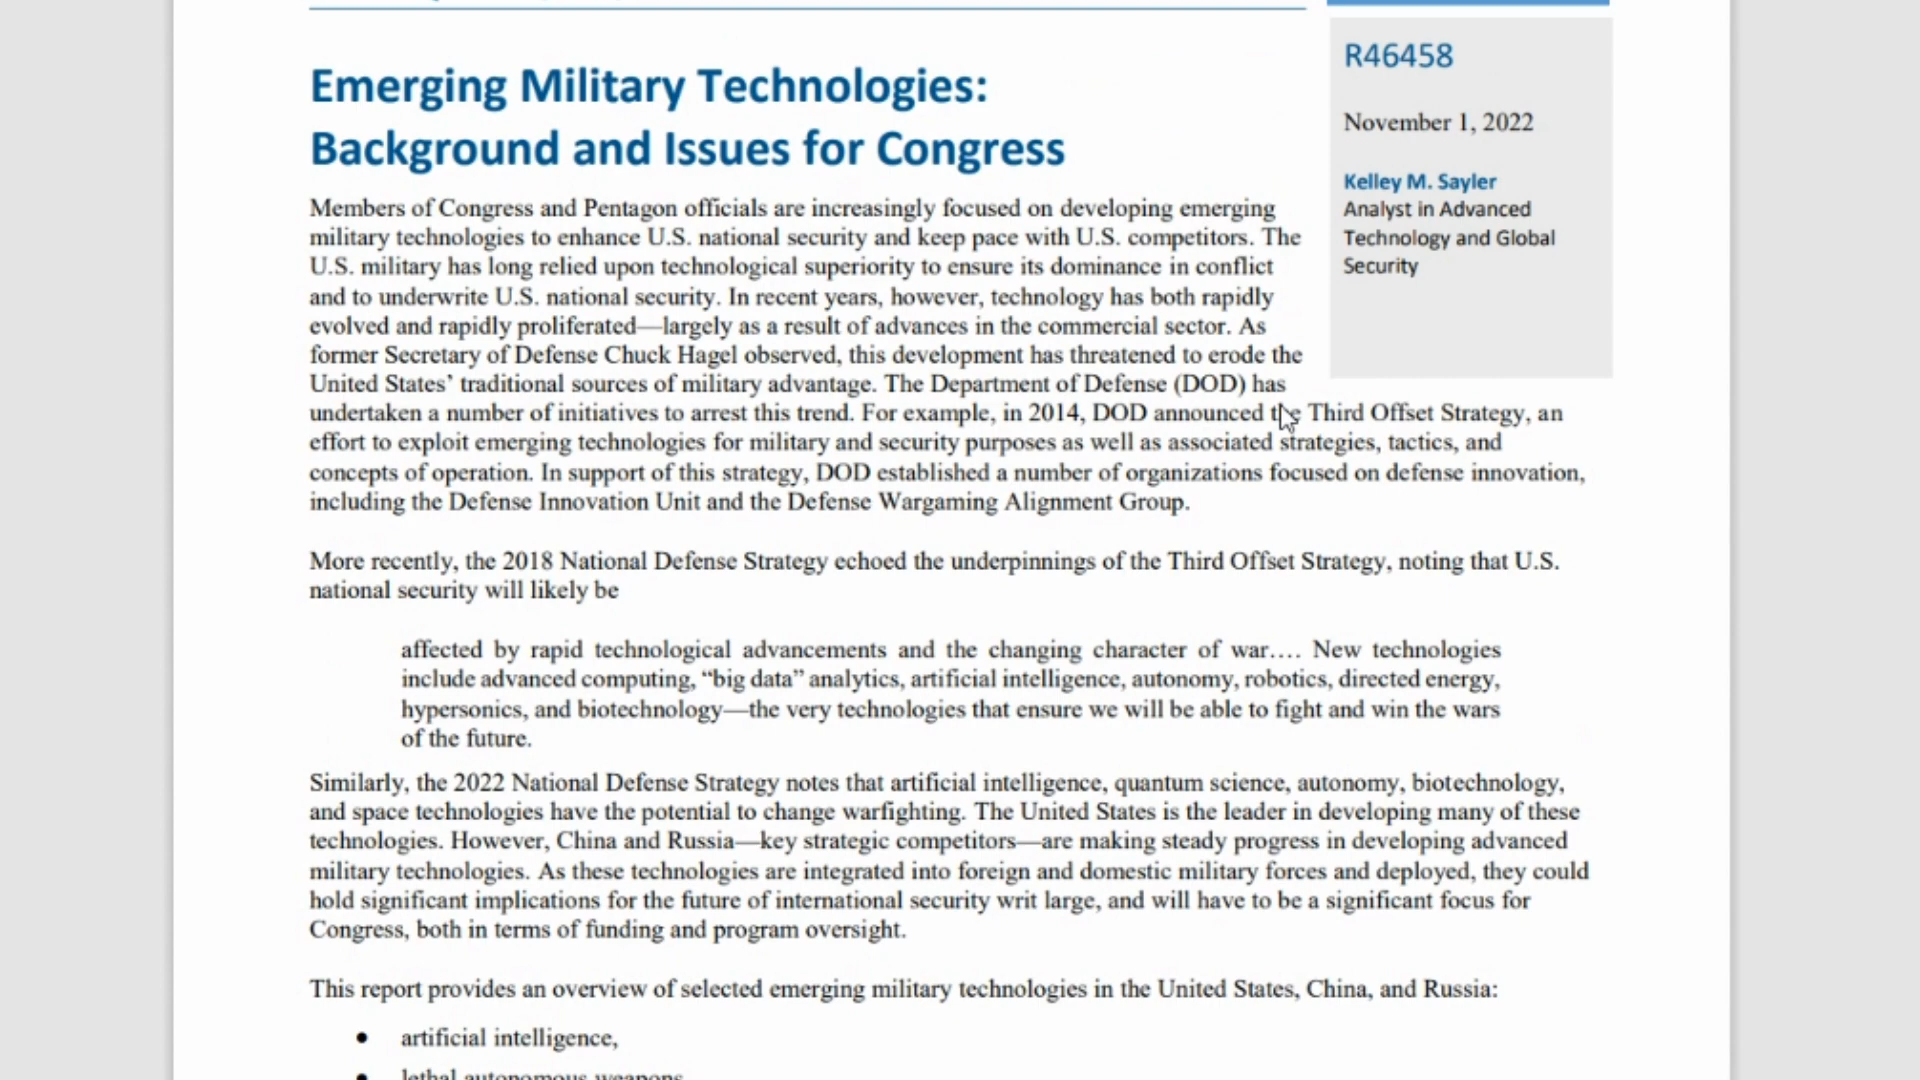 Emerging Military Technologies:
Background and Issues for Congress
R46458
November 1, 2022
Kelley M. Sayler
Analyst in Advanced
Technology and Global
Security
Members of Congress and Pentagon officials are increasingly focused on developing emerging
military technologies to enhance U.S. national security and keep pace with U.S. competitors. The
U.S. military has long relied upon technological superiority to ensure its dominance in conflict
and to underwrite U.S. national security. In recent years, however, technology has both rapidly
evolved and rapidly proliferated—largely as a result of advances in the commercial sector. As
former Secretary of Defense Chuck Hagel observed, this development has threatened to erode the
United States’ traditional sources of military advantage. The Department of Defense (DOD) has
undertaken a number of initiatives to arrest this trend. For example, in 2014, DOD announced the Third Offset Strategy, an
effort to exploit emerging technologies for military and security purposes as well as associated strategies, tactics, and
concepts of operation. In support of this strategy, DOD established a number of organizations focused on defense innovation,
including the Defense Innovation Unit and the Defense Wargaming Alignment Group.
More recently, the 2018 National Defense Strategy echoed the underpinnings of the Third Offset Strategy, noting that U.S.
national security will likely be
affected by rapid technological advancements and the changing character of war…. New technologies
include advanced computing, “big data” analytics, artificial intelligence, autonomy, robotics, directed energy,
hypersonics, and biotechnology—the very technologies that ensure we will be able to fight and win the wars
of the future.
Similarly, the 2022 National Defense Strategy notes that artificial intelligence, quantum science, autonomy, biotechnology,
and space technologies have the potential to change warfighting. The United States is the leader in developing many of these
technologies. However, China and Russia—key strategic competitors—are making steady progress in developing advanced
military technologies. As these technologies are integrated into foreign and domestic military forces and deployed, they could
hold significant implications for the future of international security writ large, and will have to be a significant focus for
Congress, both in terms of funding and program oversight.
This report provides an overview of selected emerging military technologies in the United States, China, and Russia:
• artificial intelligence,
• lethal autonomous weapons